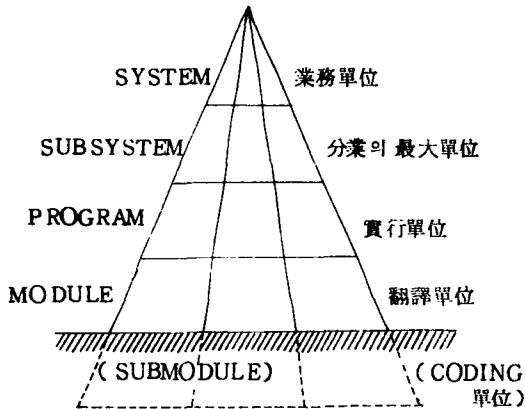 SYSTEM 業務單位
SUBSYSTEM 分業의 最大單位
PROGRAM 實行單位
MODULE 翻譯單位
(SUBMODULE) (CODING
單位)